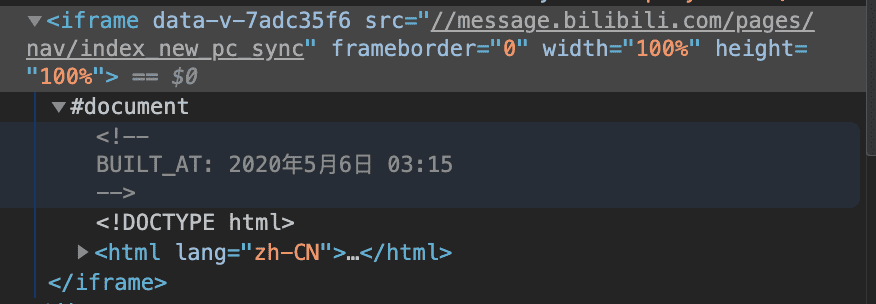 ▼<iframe data-v-7adc35f6 src="//message.bilibili.com/pages/
nav/index_new_pc_sync" frameborder="0" width="100%" height=
"100%"> == $0
▼#document
<!--
BUILT_AT: 2020年5月6日 03:15
-->
<!DOCTYPE html>
▶<html lang="zh-CN">…</html>
</iframe>